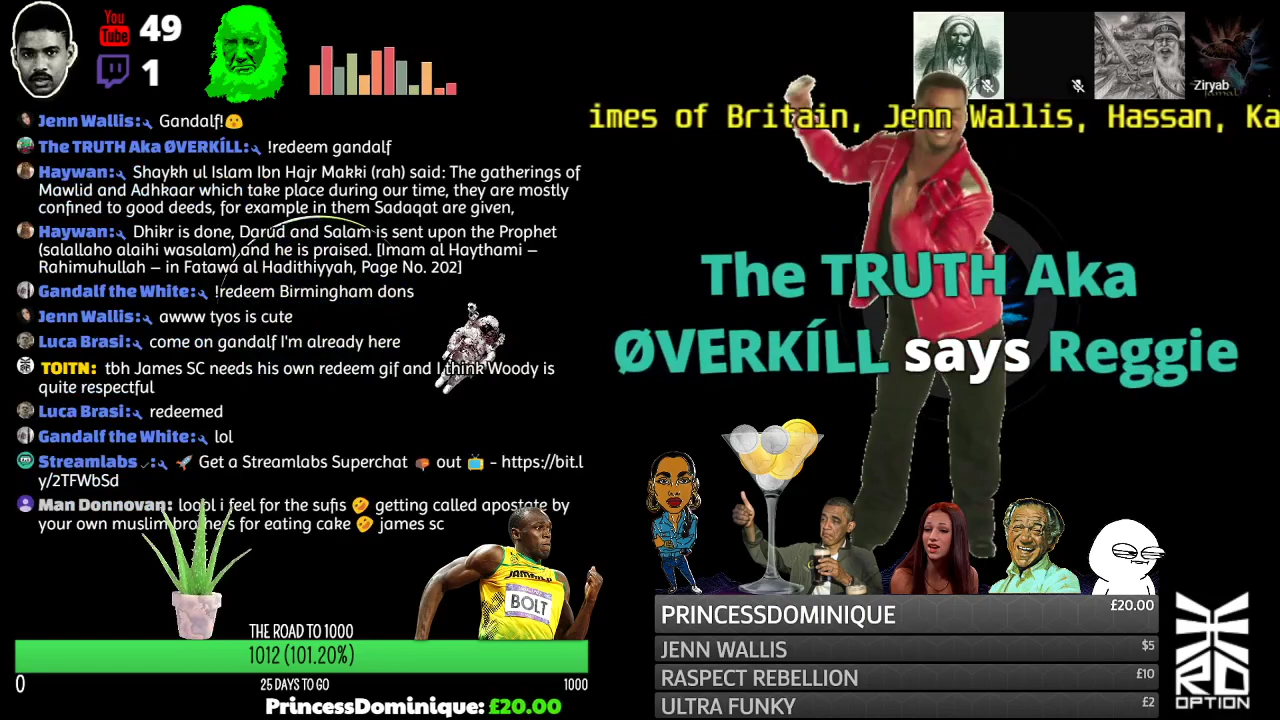 You
Tube
49
1
Ziryab
Jamal
imes of Britain, Jenn Wallis, Hassan, Ka
Jenn Wallis: Gandalf!
The TRUTH Aka ØVERKÍLL: !redeem gandalf
Haywan: Shaykh ul Islam Ibn Hajr Makki (rah) said: The gatherings of
Mawlid and Adhkaar which take place during our time, they are mostly
confined to good deeds, for example in them Sadaqat are given,
Haywan: Dhikr is done, Darud and Salam is sent upon the Prophet
(salallaho alaihi wasalam) and he is praised. [Imam al Haythami –
Rahimuhullah – in Fatawa al Hadithiyyah, Page No. 202]
Gandalf the White: !redeem Birmingham dons
Jenn Wallis: awww tyos is cute
Luca Brasi: come on gandalf I'm already here
TOITN: tbh James SC needs his own redeem gif and I think Woody is
quite respectful
Luca Brasi: redeemed
Gandalf the White: lol
Streamlabs : 🚀 Get a Streamlabs Superchat out 📺 - https://bit.l
y/2TFWbSd
Man Donnovan: looool i feel for the sufis 🤣 getting called apostate by
your own muslim brothers for eating cake 🤣 james sc
The TRUTH Aka
ØVERKÍLL says Reggie
JAMAICA
BOLT
THE ROAD TO 1000
1012 (101.20%)
0
25 DAYS TO GO
1000
PrincessDominique: £20.00
PRINCESSDOMINIQUE £20.00
JENN WALLIS $5
RASPECT REBELLION £10
ULTRA FUNKY £2
OPTION